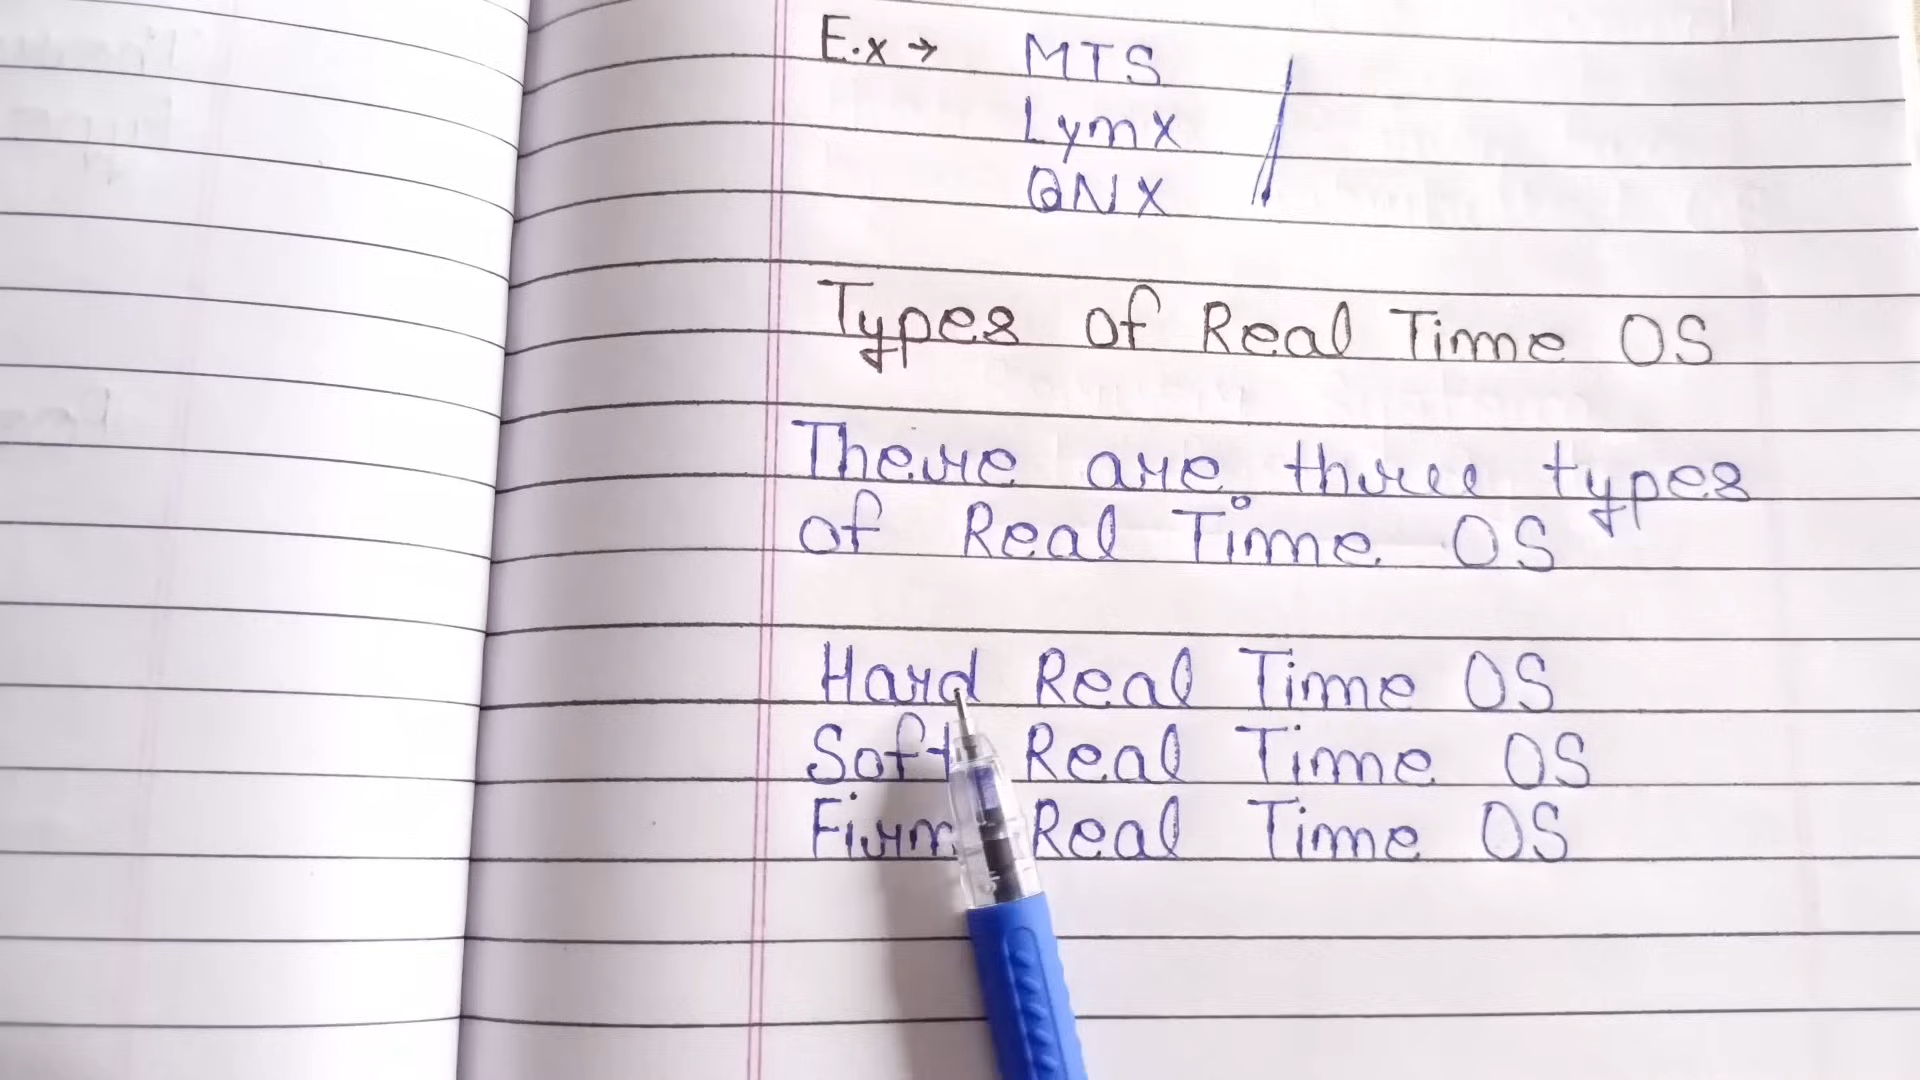 E.x → MTS
Lymx
QNX
Types of Real Time OS
There are three types
of Real Time OS
Hard Real Time OS
Soft Real Time OS
Firm Real Time OS